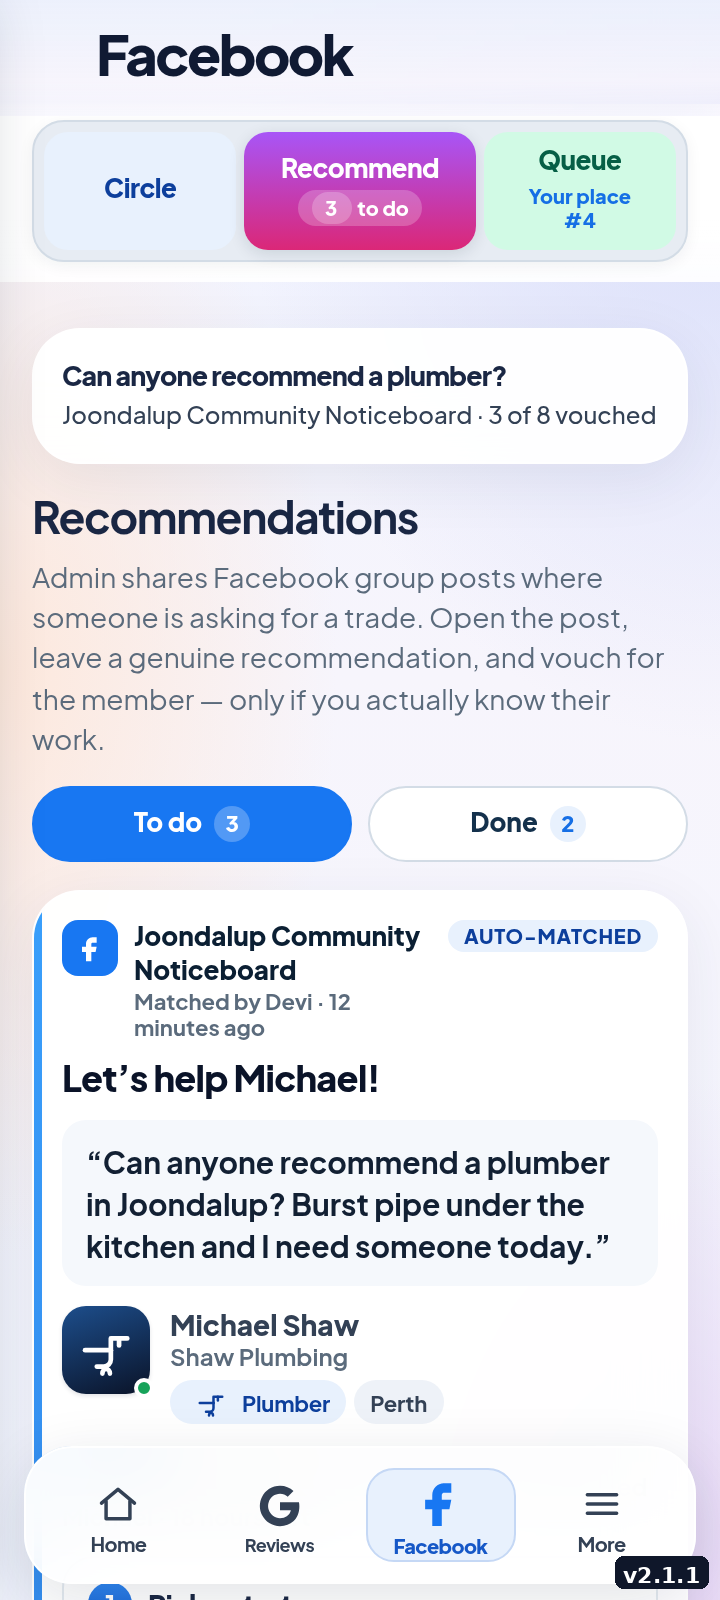 Facebook
Circle
Recommend
3 to do
Queue
Your place
#4
Can anyone recommend a plumber?
Joondalup Community Noticeboard · 3 of 8 vouched
Recommendations
Admin shares Facebook group posts where
someone is asking for a trade. Open the post,
leave a genuine recommendation, and vouch for
the member — only if you actually know their
work.
To do 3
Done 2
Joondalup Community
Noticeboard
AUTO-MATCHED
Matched by Devi · 12
minutes ago
Let’s help Michael!
“Can anyone recommend a plumber
in Joondalup? Burst pipe under the
kitchen and I need someone today.”
Michael Shaw
Shaw Plumbing
Plumber
Perth
Home
Reviews
Facebook
More
v2.1.1